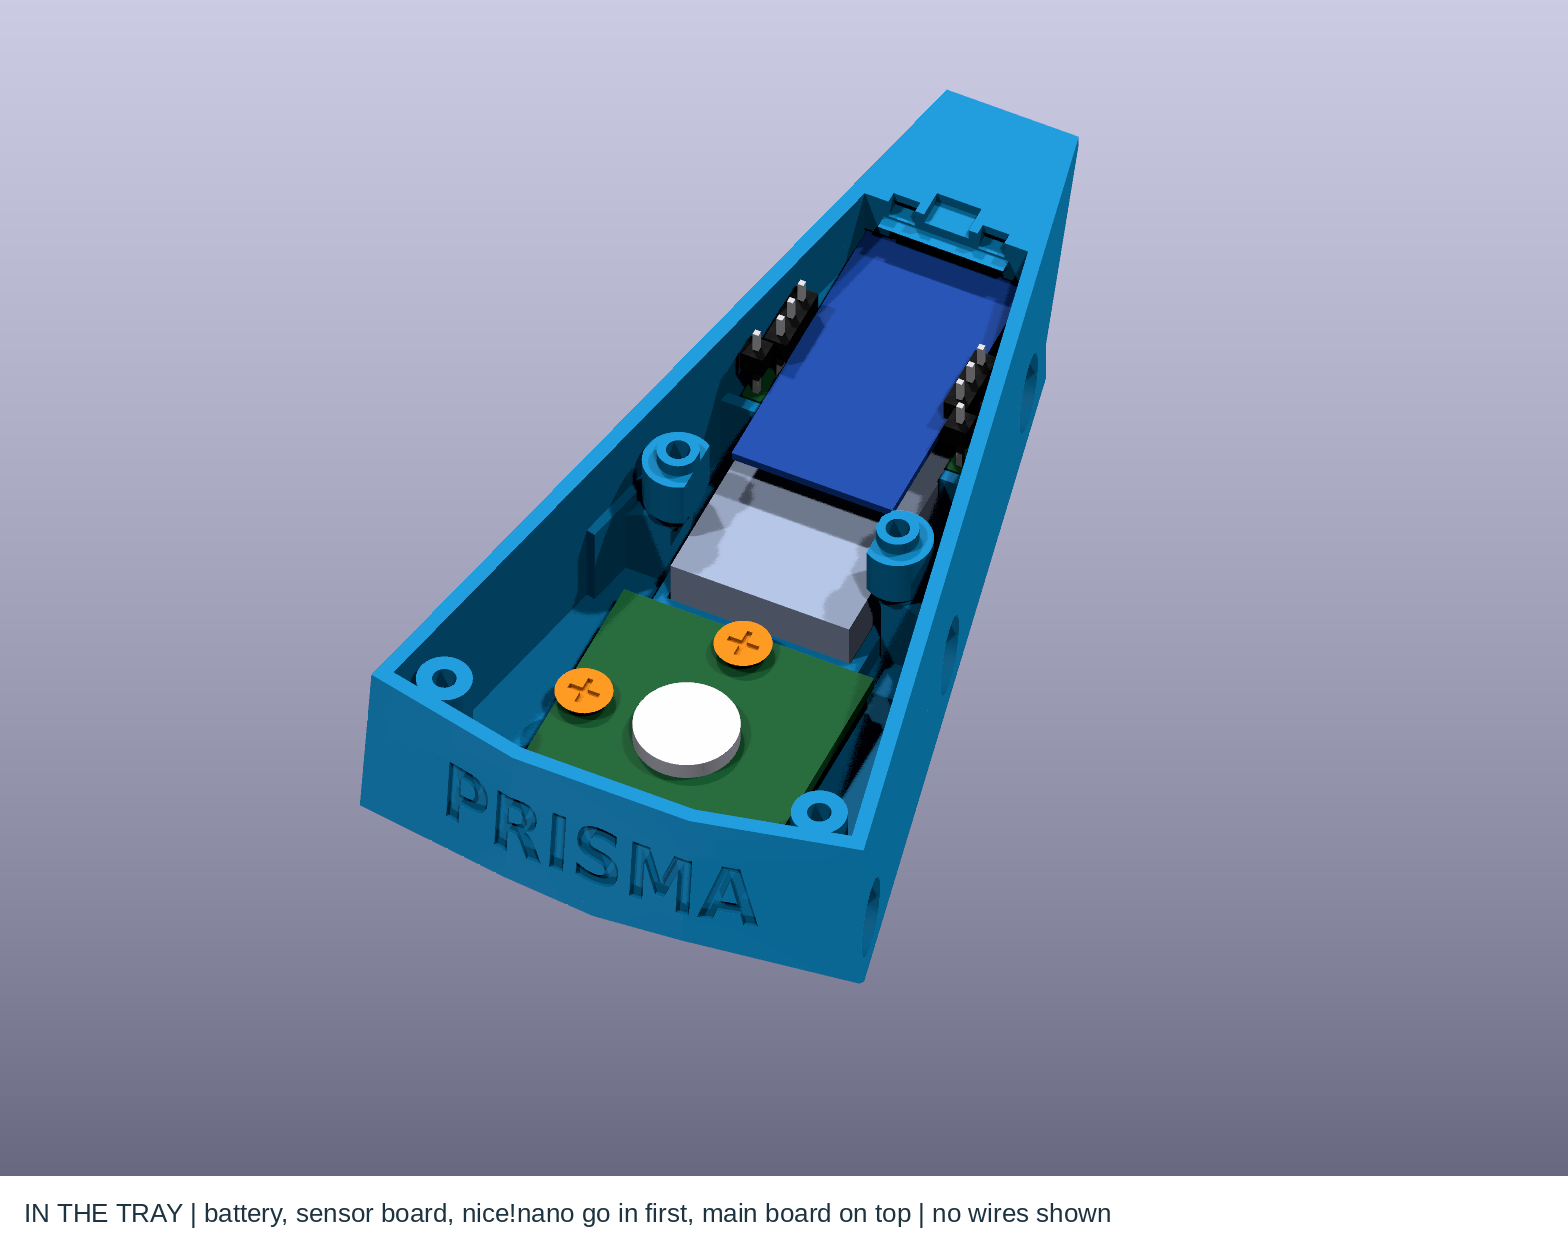 PRISMA
IN THE TRAY | battery, sensor board, nice!nano go in first, main board on top | no wires shown